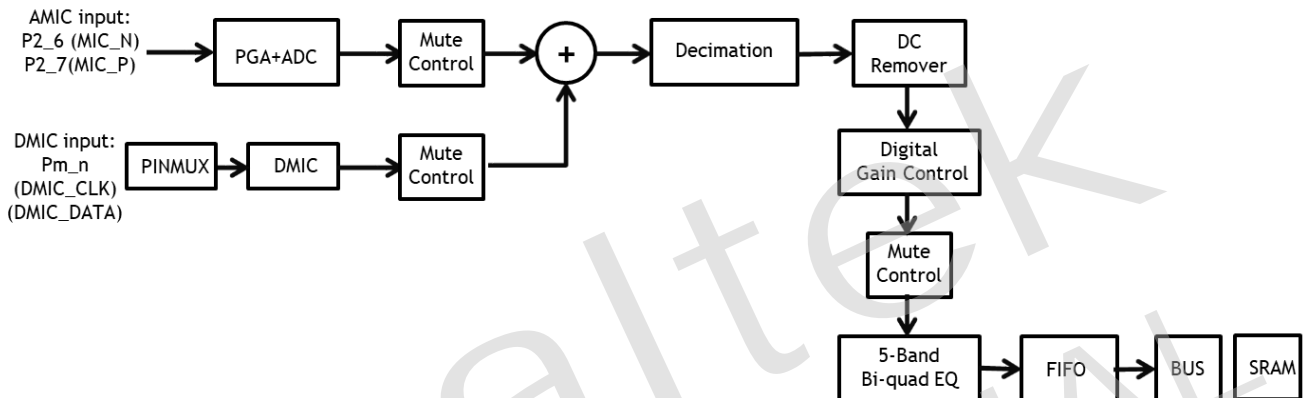 AMIC input:
P2_6 (MIC_N)
P2_7(MIC_P)
PGA+ADC
Mute
Control
+
Decimation
DC
Remover
DMIC input:
Pm_n
(DMIC_CLK)
(DMIC_DATA)
PINMUX
DMIC
Mute
Control
Digital
Gain Control
Mute
Control
5-Band
Bi-quad EQ
FIFO
BUS
SRAM
altek